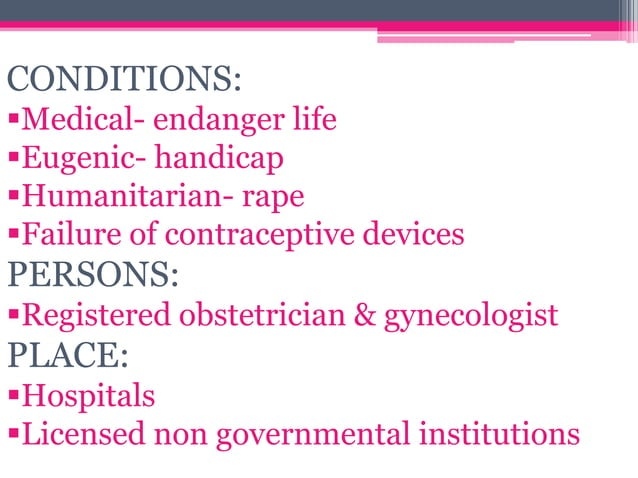 CONDITIONS:
▪Medical- endanger life
▪Eugenic- handicap
▪Humanitarian- rape
▪Failure of contraceptive devices
PERSONS:
▪Registered obstetrician & gynecologist
PLACE:
▪Hospitals
▪Licensed non governmental institutions